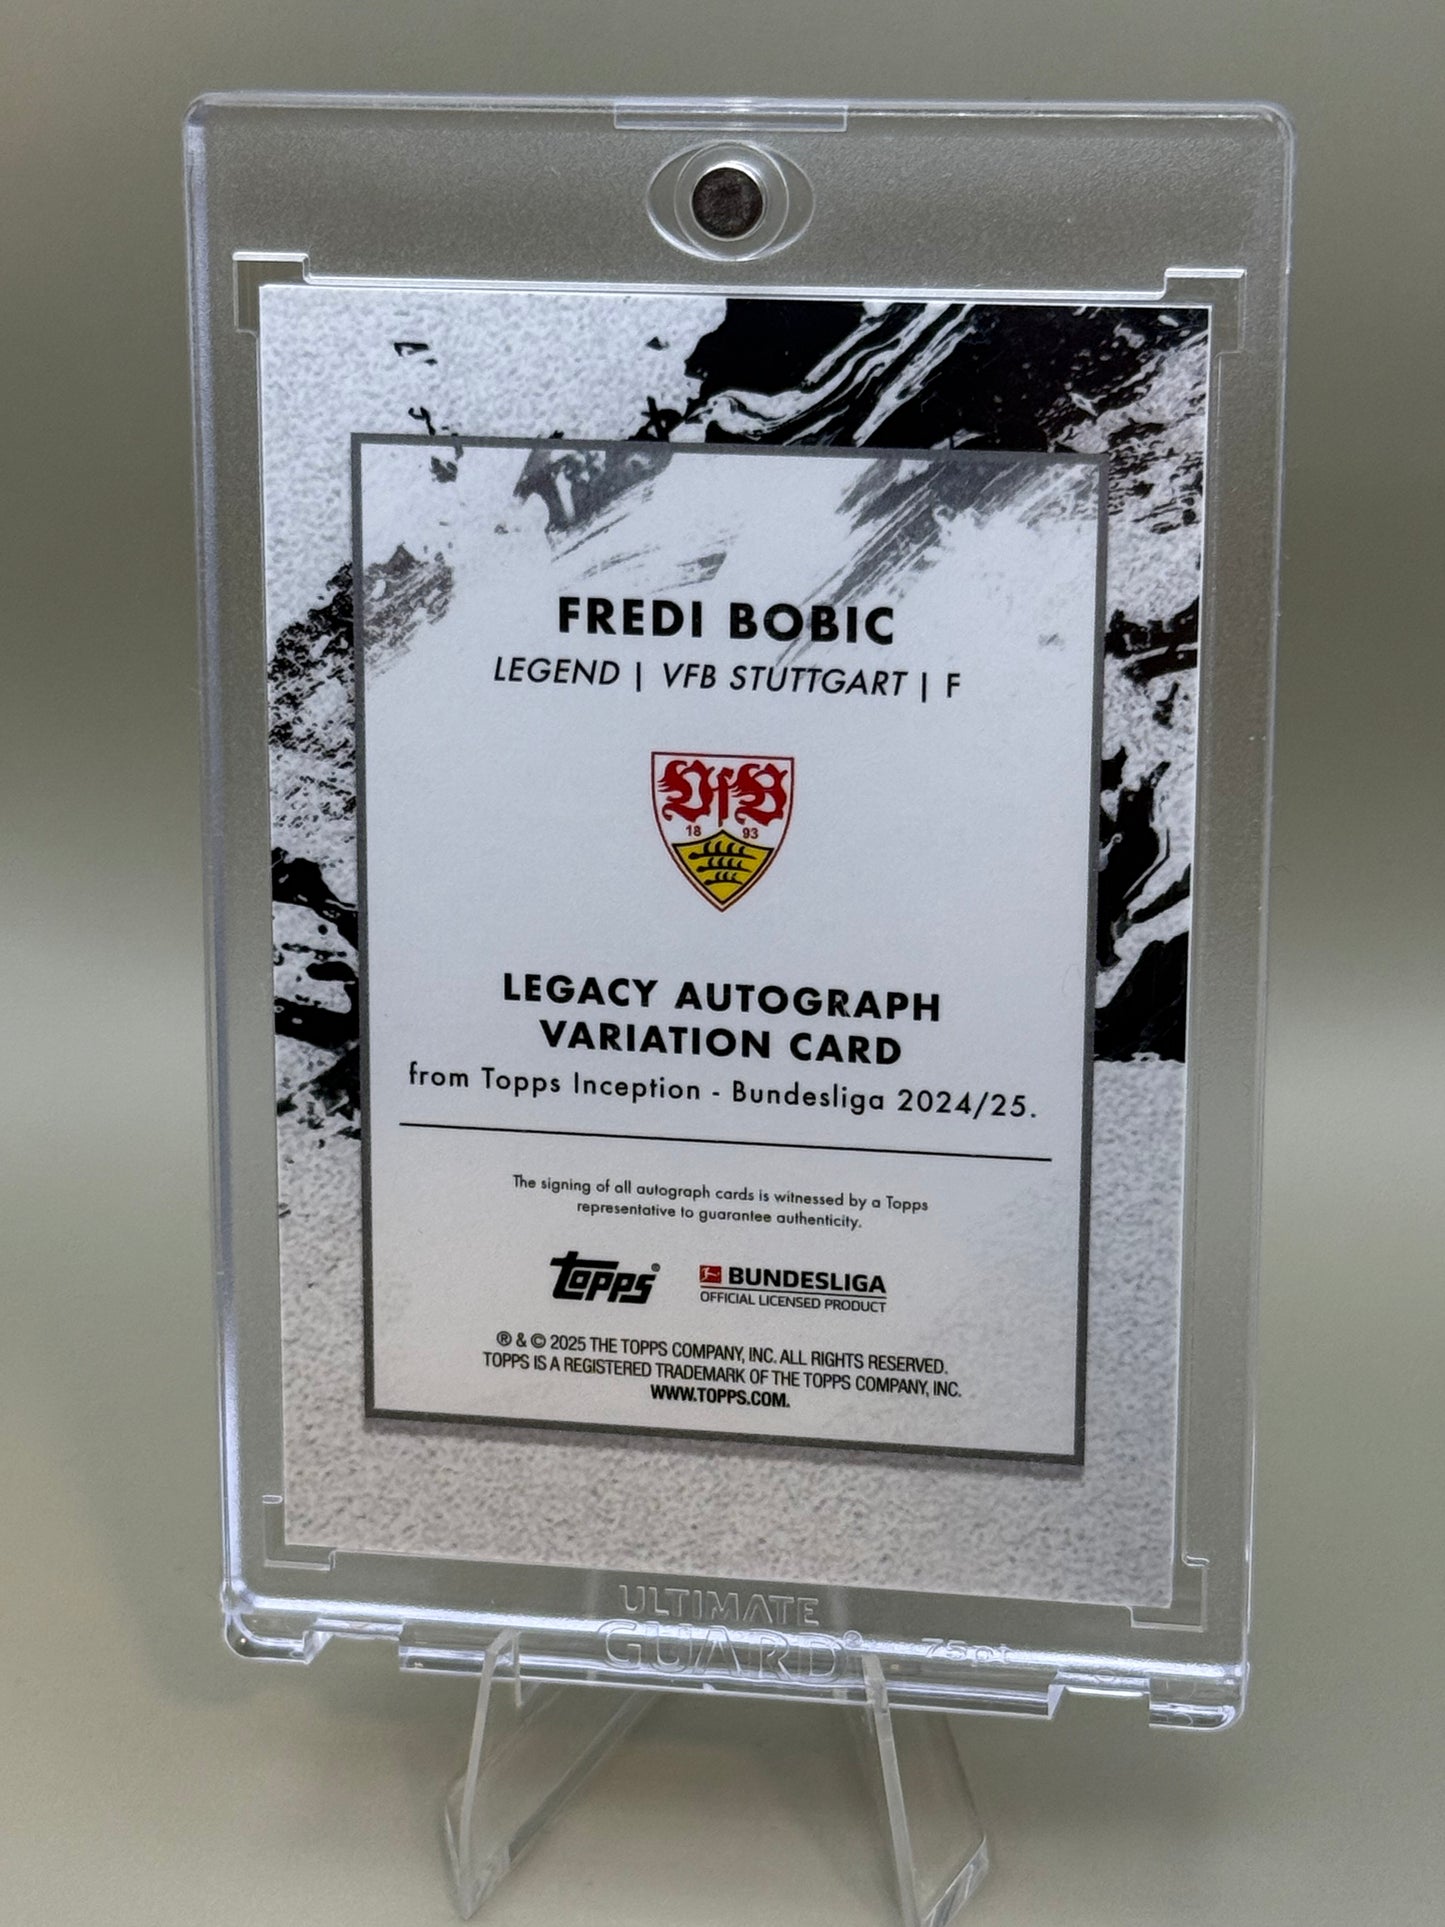 FREDI BOBIC
LEGEND | VFB STUTTGART | F
VfB
18 93
LEGACY AUTOGRAPH
VARIATION CARD
from Topps Inception - Bundesliga 2024/25.
The signing of all autograph cards is witnessed by a Topps
representative to guarantee authenticity.
topps® BUNDESLIGA
OFFICIAL LICENSED PRODUCT
® & © 2025 THE TOPPS COMPANY, INC. ALL RIGHTS RESERVED.
TOPPS IS A REGISTERED TRADEMARK OF THE TOPPS COMPANY, INC.
WWW.TOPPS.COM.
ULTIMATE
GUARD® 75pt